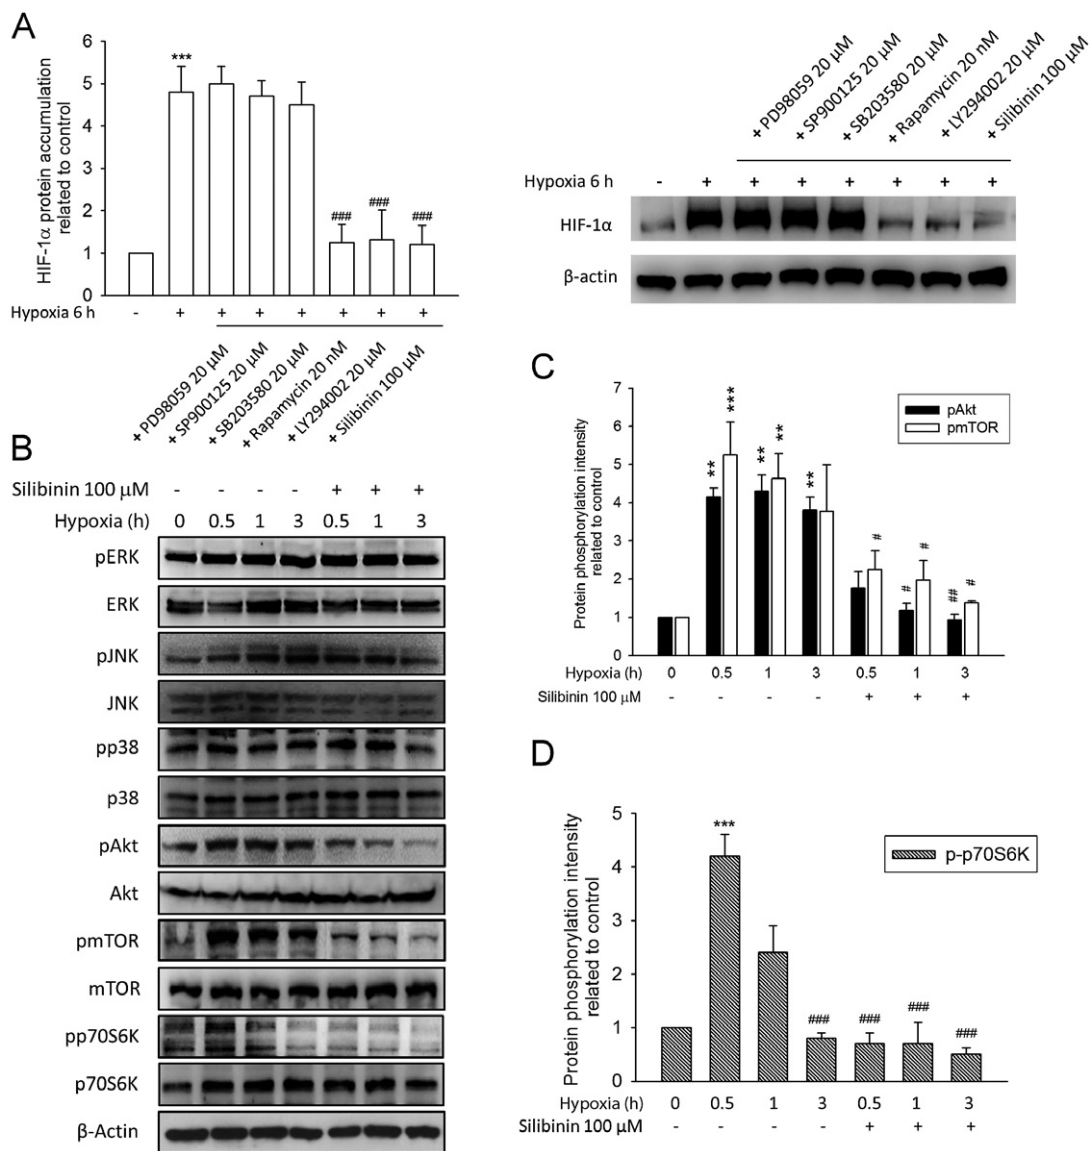 A
HIF-1α protein accumulation
related to control
6
5
4
3
2
1
0
***
### ### ###
Hypoxia 6 h - + + + + + + +
+ PD98059 20 µM
+ SP900125 20 µM
+ SB203580 20 µM
+ Rapamycin 20 nM
+ LY294002 20 µM
+ Silibinin 100 µM
+ PD98059 20 µM
+ SP900125 20 µM
+ SB203580 20 µM
+ Rapamycin 20 nM
+ LY294002 20 µM
+ Silibinin 100 µM
Hypoxia 6 h - + + + + + + +
HIF-1α
β-actin
B
Silibinin 100 µM - - - - + + +
Hypoxia (h) 0 0.5 1 3 0.5 1 3
pERK
ERK
pJNK
JNK
pp38
p38
pAkt
Akt
pmTOR
mTOR
pp70S6K
p70S6K
β-Actin
C
Protein phosphorylation intensity
related to control
7
6
5
4
3
2
1
0
** *** ** ** ** # # # ## #
pAkt
pmTOR
Hypoxia (h) 0 0.5 1 3 0.5 1 3
Silibinin 100 µM - - - - + + +
D
Protein phosphorylation intensity
related to control
5
4
3
2
1
0
***
### ### ### ###
p-p70S6K
Hypoxia (h) 0 0.5 1 3 0.5 1 3
Silibinin 100 µM - - - - + + +